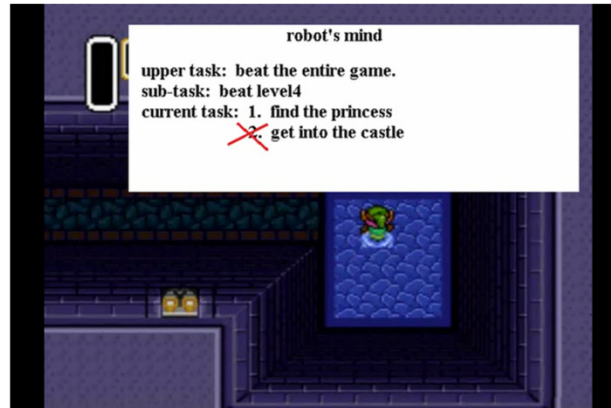 robot's mind
upper task: beat the entire game.
sub-task: beat level4
current task: 1. find the princess
2. get into the castle